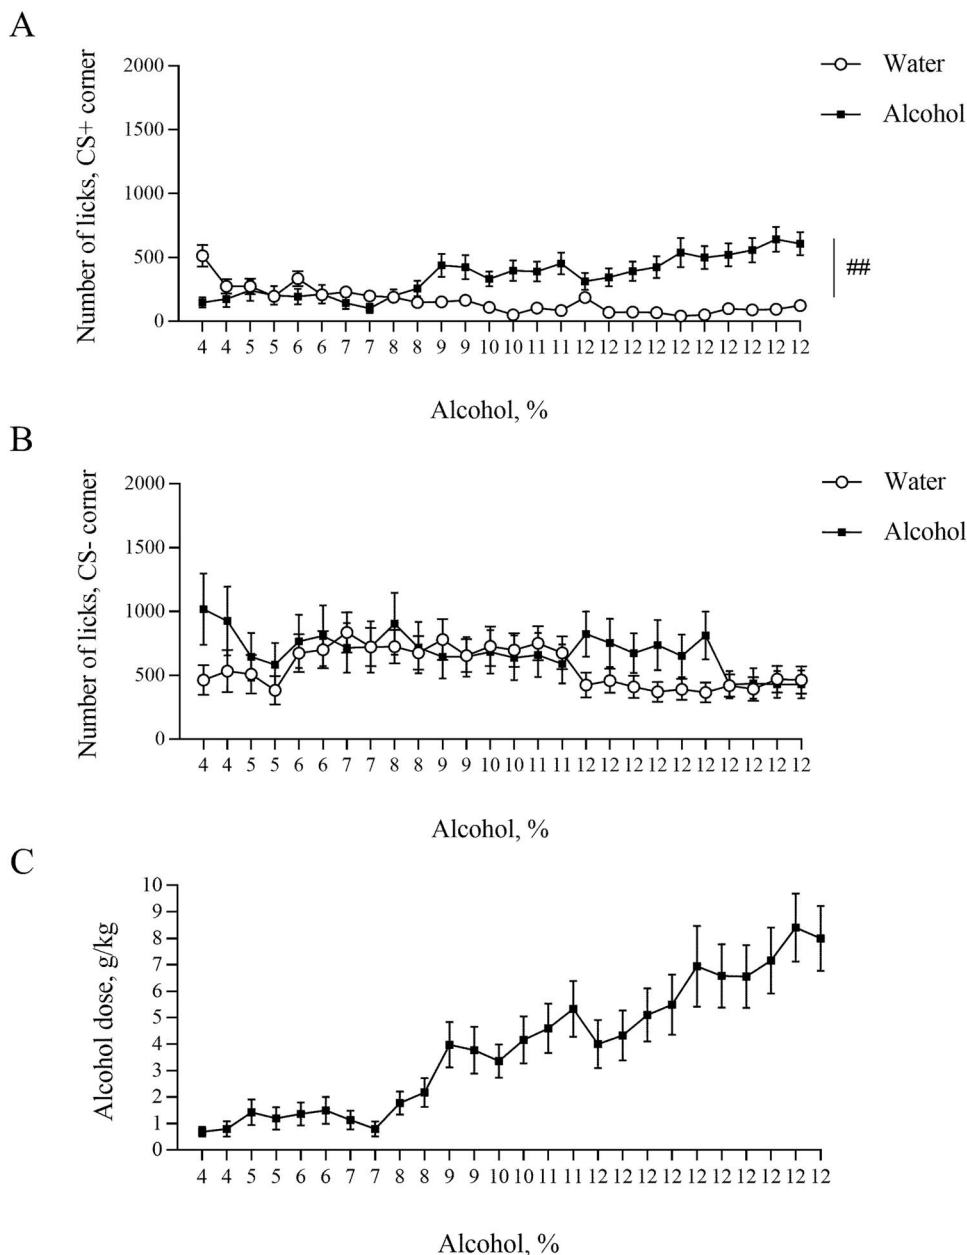 A
Number of licks, CS+ corner
2000
1500
1000
500
0
4 4 5 5 6 6 7 7 8 8 9 9 10 10 11 11 12 12 12 12 12 12 12 12 12 12
Alcohol, %
Water
Alcohol
##
B
Number of licks, CS- corner
2000
1500
1000
500
0
4 4 5 5 6 6 7 7 8 8 9 9 10 10 11 11 12 12 12 12 12 12 12 12 12 12
Alcohol, %
Water
Alcohol
C
Alcohol dose, g/kg
10
9
8
7
6
5
4
3
2
1
0
4 4 5 5 6 6 7 7 8 8 9 9 10 10 11 11 12 12 12 12 12 12 12 12 12 12
Alcohol, %